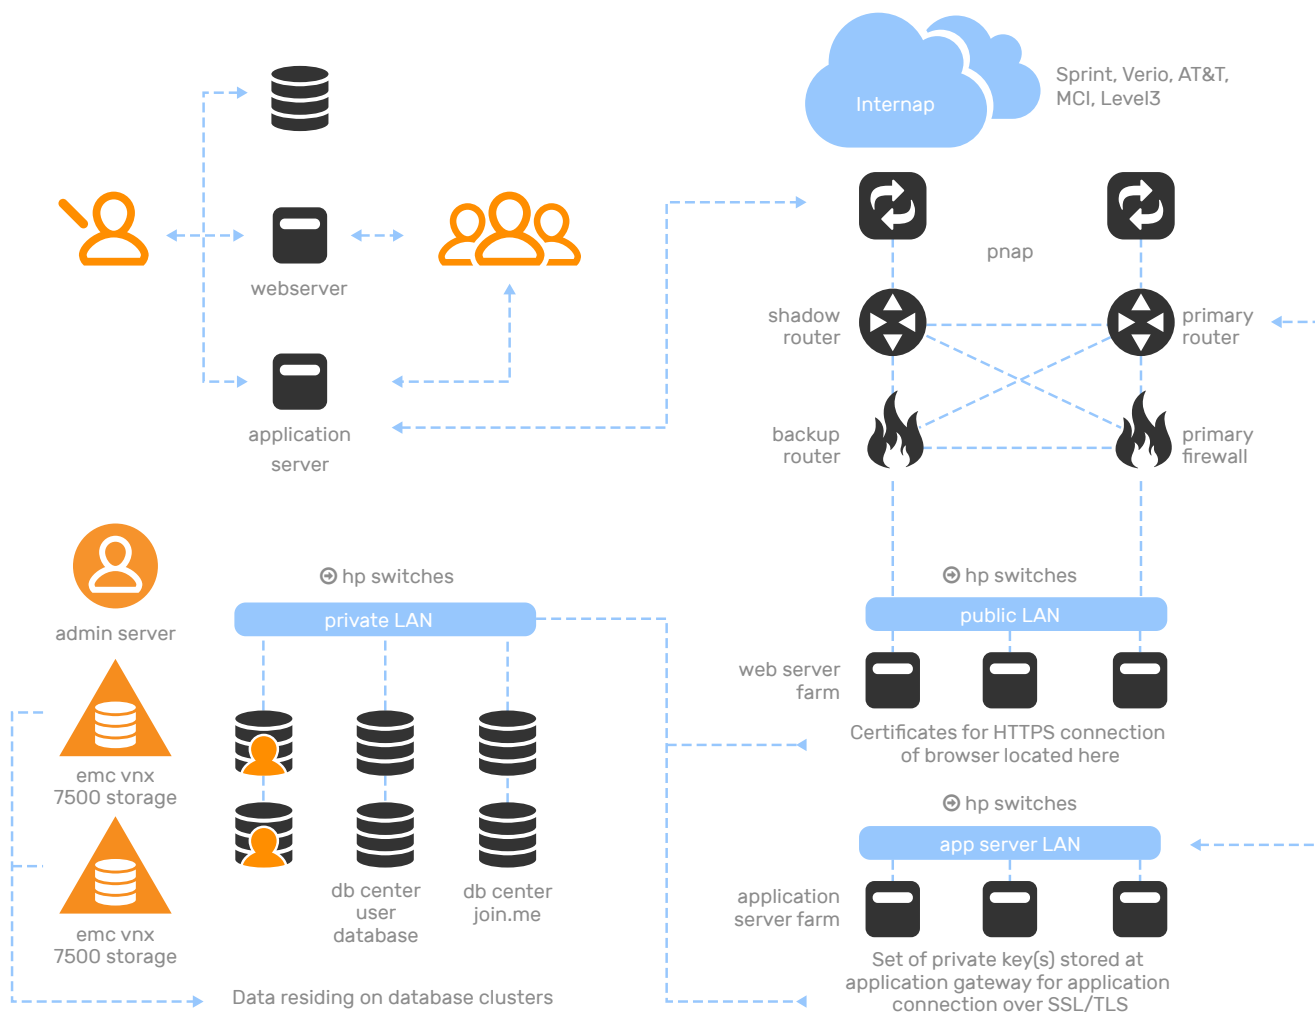 Internap
Sprint, Verio, AT&T,
MCI, Level3
webserver
application
server
pnap
shadow
router
primary
router
backup
router
primary
firewall
admin server
emc vnx
7500 storage
emc vnx
7500 storage
hp switches
private LAN
db center
user
database
db center
join.me
Data residing on database clusters
hp switches
public LAN
web server
farm
Certificates for HTTPS connection
of browser located here
hp switches
app server LAN
application
server farm
Set of private key(s) stored at
application gateway for application
connection over SSL/TLS